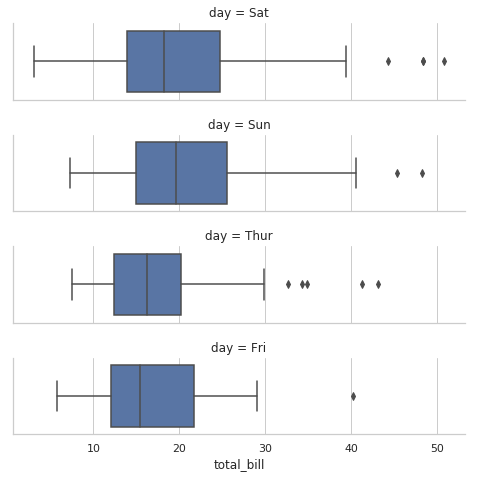 day = Sat
day = Sun
day = Thur
day = Fri
10 20 30 40 50
total_bill